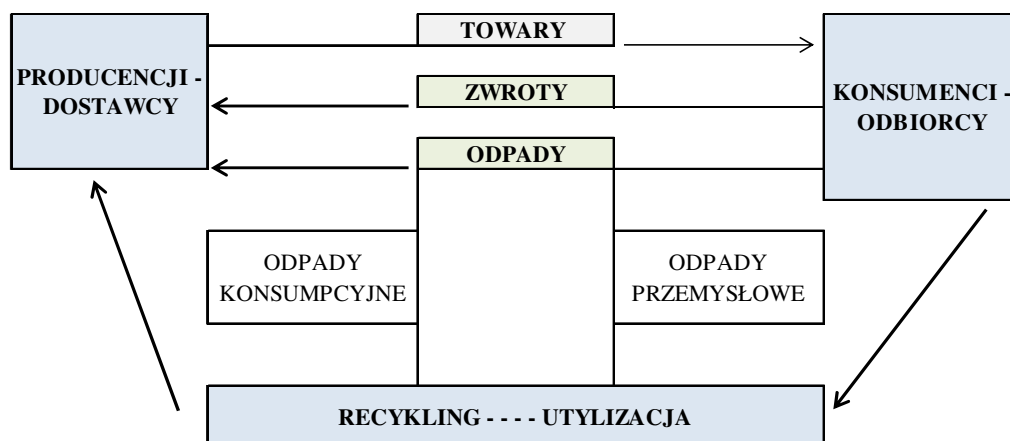 TOWARY
PRODUCENCJI -
DOSTAWCY
ZWROTY
KONSUMENCI -
ODBIORCY
ODPADY
ODPADY
KONSUMPCYJNE
ODPADY
PRZEMYSŁOWE
RECYKLING - - - - UTYLIZACJA